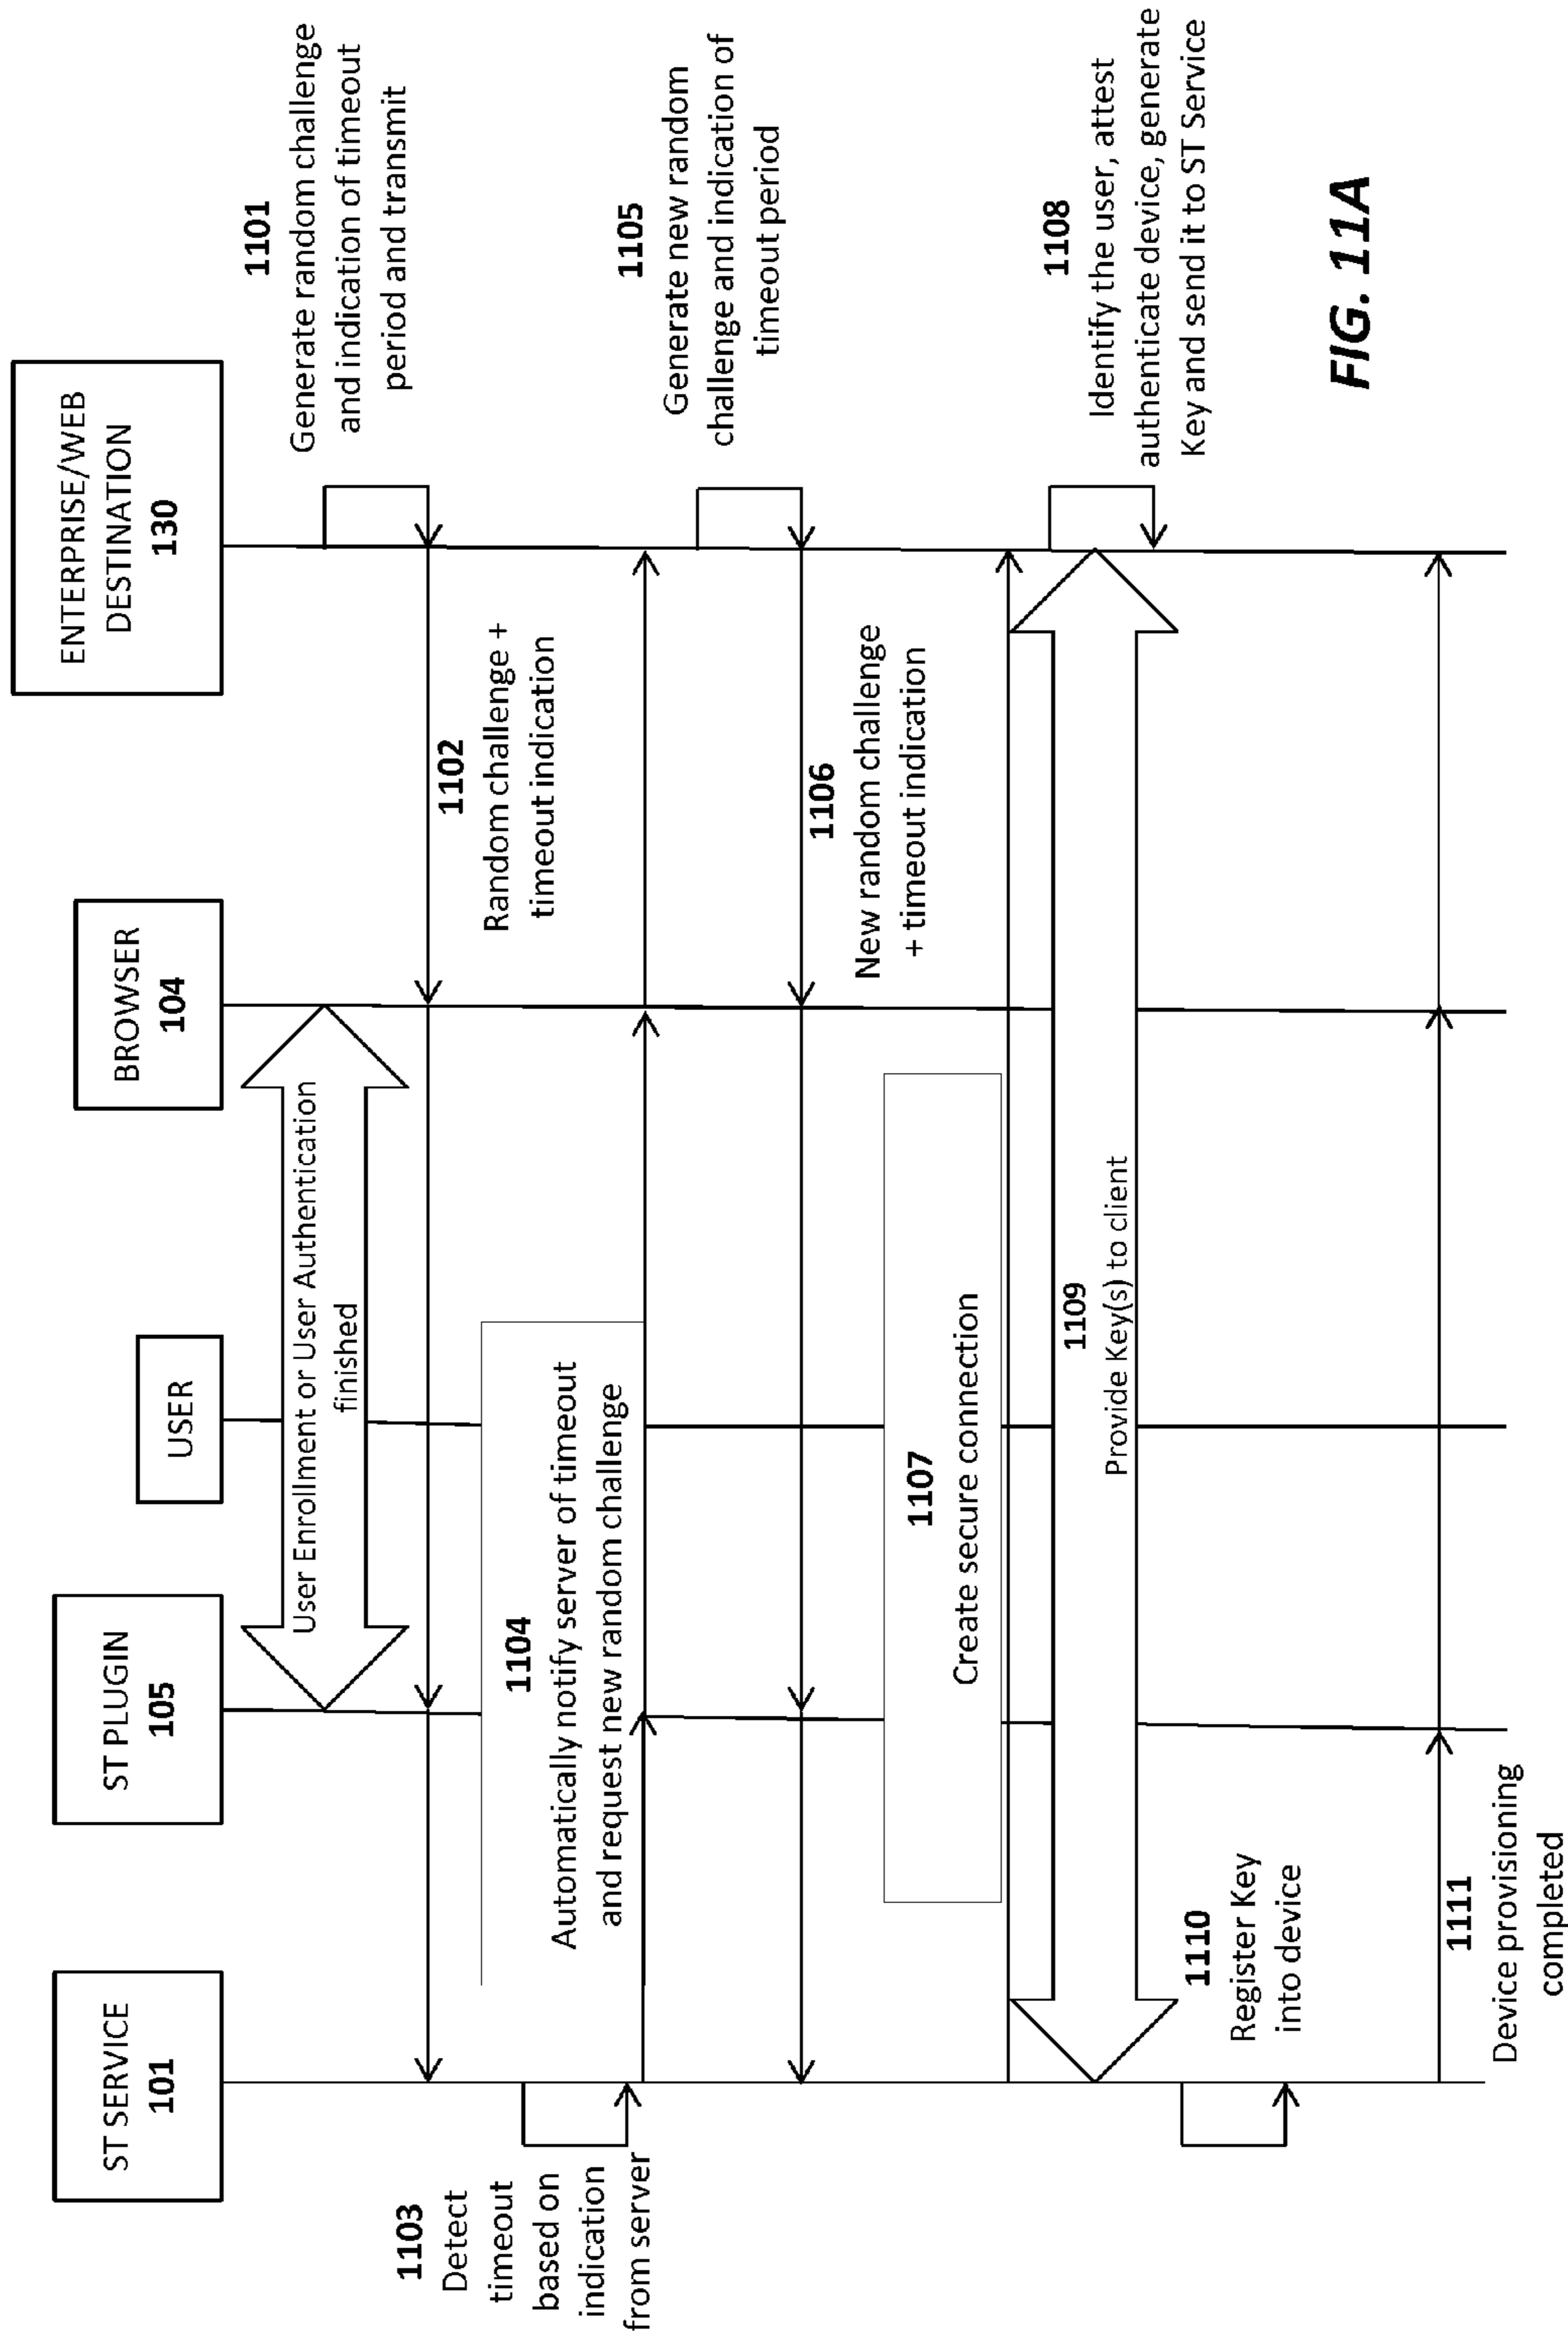 ST SERVICE
101
ST PLUGIN
105
USER
BROWSER
104
ENTERPRISE/WEB
DESTINATION
130
User Enrollment or User Authentication
finished
1101
Generate random challenge
and indication of timeout
period and transmit
1102
Random challenge +
timeout indication
1103
Detect
timeout
based on
indication
from server
1104
Automatically notify server of timeout
and request new random challenge
1105
Generate new random
challenge and indication of
timeout period
1106
New random challenge
+ timeout indication
1107
Create secure connection
1108
Identify the user, attest
authenticate device, generate
Key and send it to ST Service
1109
Provide Key(s) to client
1110
Register Key
into device
1111
Device provisioning
completed
FIG. 11A